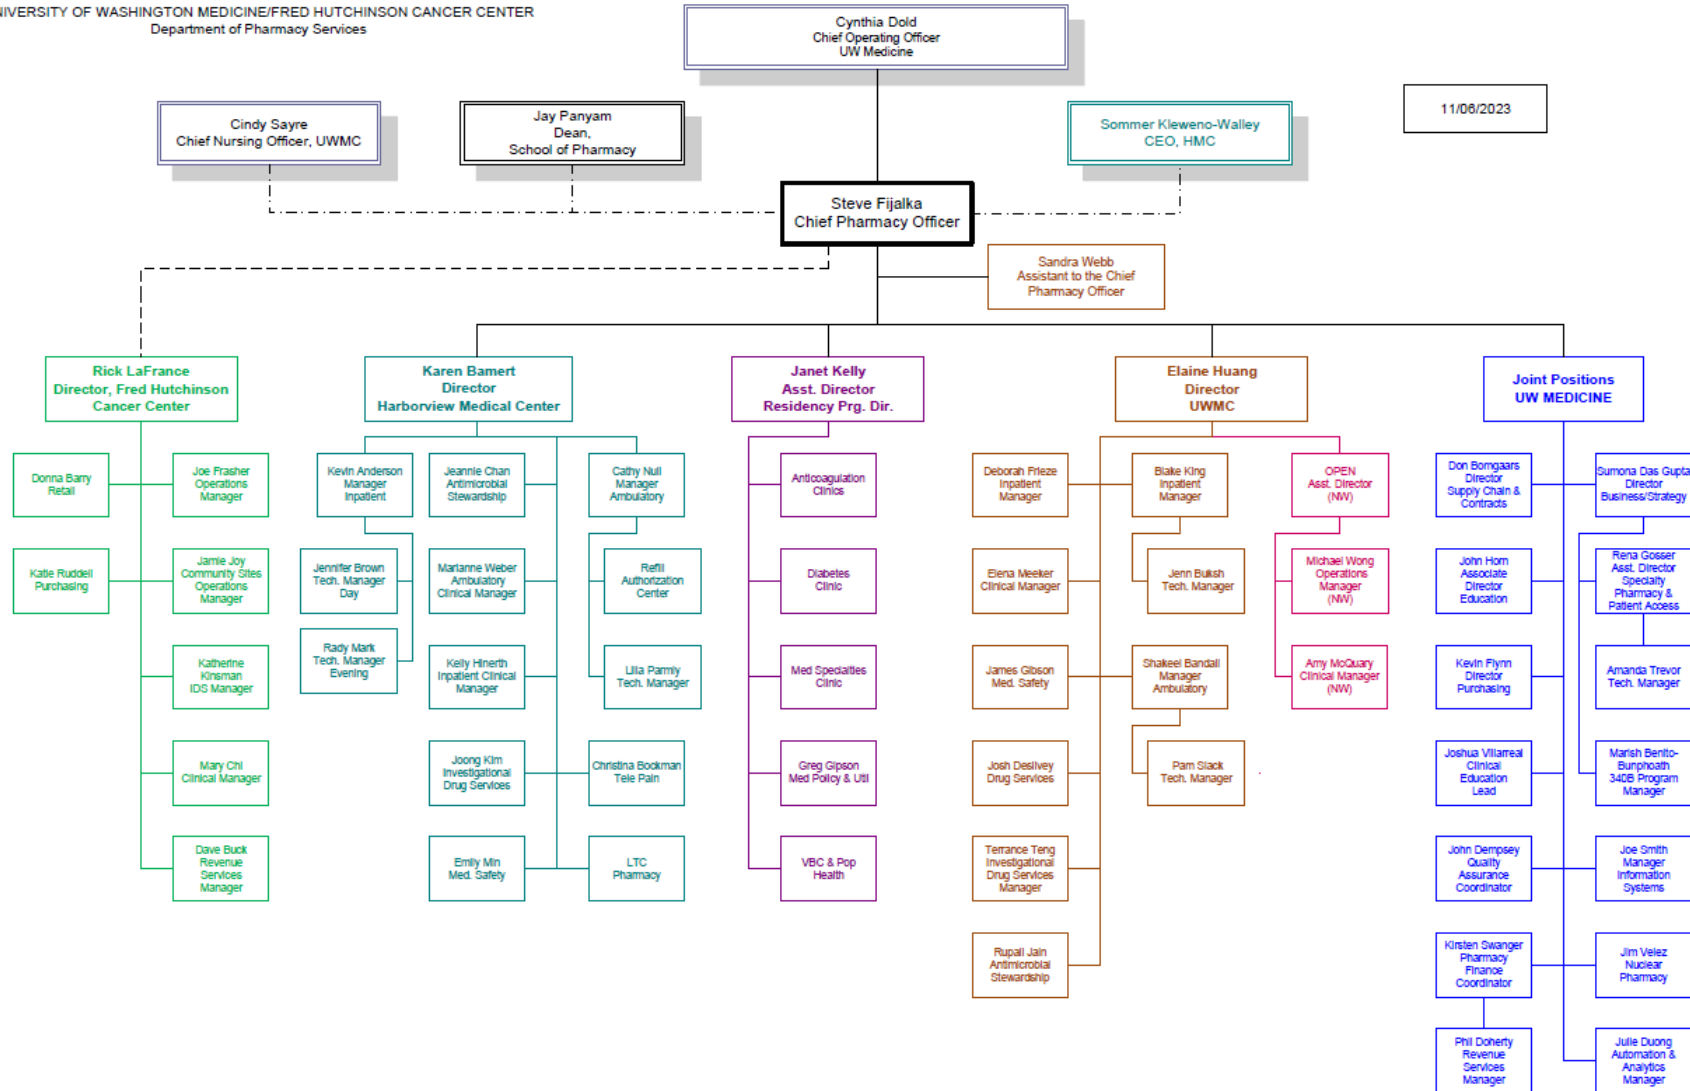 NIVERSITY OF WASHINGTON MEDICINE/FRED HUTCHINSON CANCER CENTER
Department of Pharmacy Services
Cynthia Dold
Chief Operating Officer
UW Medicine
11/06/2023
Cindy Sayre
Chief Nursing Officer, UWMC
Jay Panyam
Dean,
School of Pharmacy
Sommer Kleweno-Walley
CEO, HMC
Steve Fijalka
Chief Pharmacy Officer
Sandra Webb
Assistant to the Chief
Pharmacy Officer
Rick LaFrance
Director, Fred Hutchinson
Cancer Center
Donna Barry
Retail
Joe Frasher
Operations
Manager
Katie Ruddell
Purchasing
Jamie Joy
Community Sites
Operations
Manager
Katherine
Kinsman
IDS Manager
Mary Chi
Clinical Manager
Dave Buck
Revenue
Services
Manager
Karen Bamert
Director
Harborview Medical Center
Kevin Anderson
Manager
Inpatient
Jeannie Chan
Antimicrobial
Stewardship
Cathy Null
Manager
Ambulatory
Jennifer Brown
Tech. Manager
Day
Marianne Weber
Ambulatory
Clinical Manager
Refill
Authorization
Center
Rady Mark
Tech. Manager
Evening
Kelly Hinerth
Inpatient Clinical
Manager
Lilia Parmly
Tech. Manager
Joong Kim
Investigational
Drug Services
Christina Bockman
Tele Pain
Emily Min
Med. Safety
LTC
Pharmacy
Janet Kelly
Asst. Director
Residency Prg. Dir.
Anticoagulation
Clinics
Diabetes
Clinic
Med Specialties
Clinic
Greg Gipson
Med Policy & Util
VBC & Pop
Health
Elaine Huang
Director
UWMC
Deborah Frieze
Inpatient
Manager
Blake King
Inpatient
Manager
OPEN
Asst. Director
(NW)
Elena Meeker
Clinical Manager
Jenn Buksh
Tech. Manager
Michael Wong
Operations
Manager
(NW)
James Gibson
Med. Safety
Shakeel Bandali
Manager
Ambulatory
Amy McQuary
Clinical Manager
(NW)
Josh Desilvey
Drug Services
Pam Slack
Tech. Manager
Terrance Teng
Investigational
Drug Services
Manager
Rupali Jain
Antimicrobial
Stewardship
Joint Positions
UW MEDICINE
Don Bomgaars
Director
Supply Chain &
Contracts
Sumona Das Gupta
Director
Business/Strategy
John Horn
Associate
Director
Education
Rena Gosser
Asst. Director
Specialty
Pharmacy &
Patient Access
Kevin Flynn
Director
Purchasing
Amanda Trevor
Tech. Manager
Joshua Villarreal
Clinical
Education
Lead
Marish Benito-
Bunphoath
340B Program
Manager
John Dempsey
Quality
Assurance
Coordinator
Joe Smith
Manager
Information
Systems
Kirsten Swanger
Pharmacy
Finance
Coordinator
Jim Velez
Nuclear
Pharmacy
Phil Doherty
Revenue
Services
Manager
Julie Duong
Automation &
Analytics
Manager